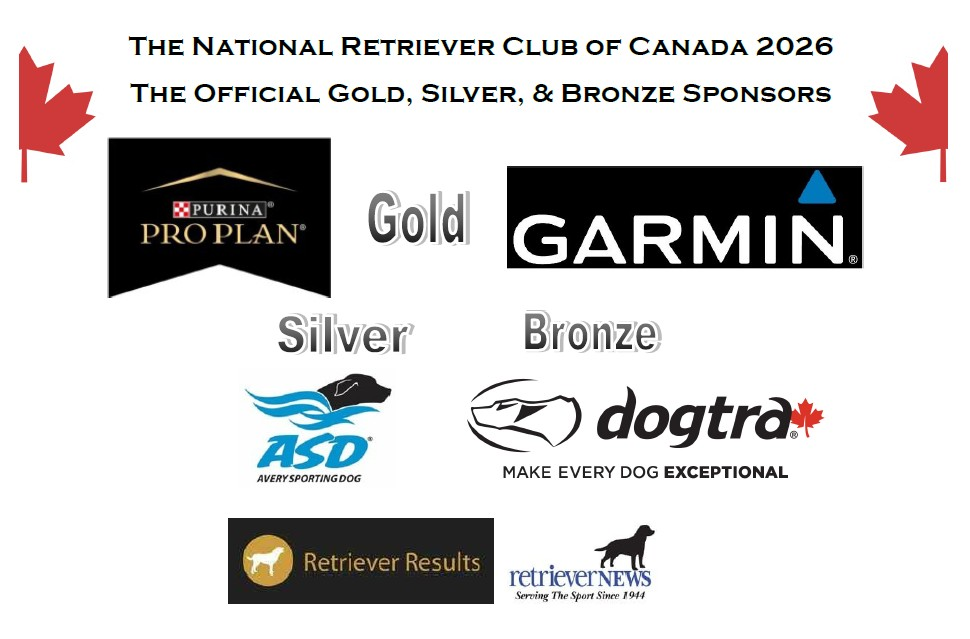 The National Retriever Club of Canada 2026
The Official Gold, Silver, & Bronze Sponsors
PURINA®
PRO PLAN®
Gold
GARMIN®
Silver
Bronze
ASD®
AVERY SPORTING DOG
dogtra®
MAKE EVERY DOG EXCEPTIONAL
Retriever Results
retrieverNEWS
Serving The Sport Since 1944